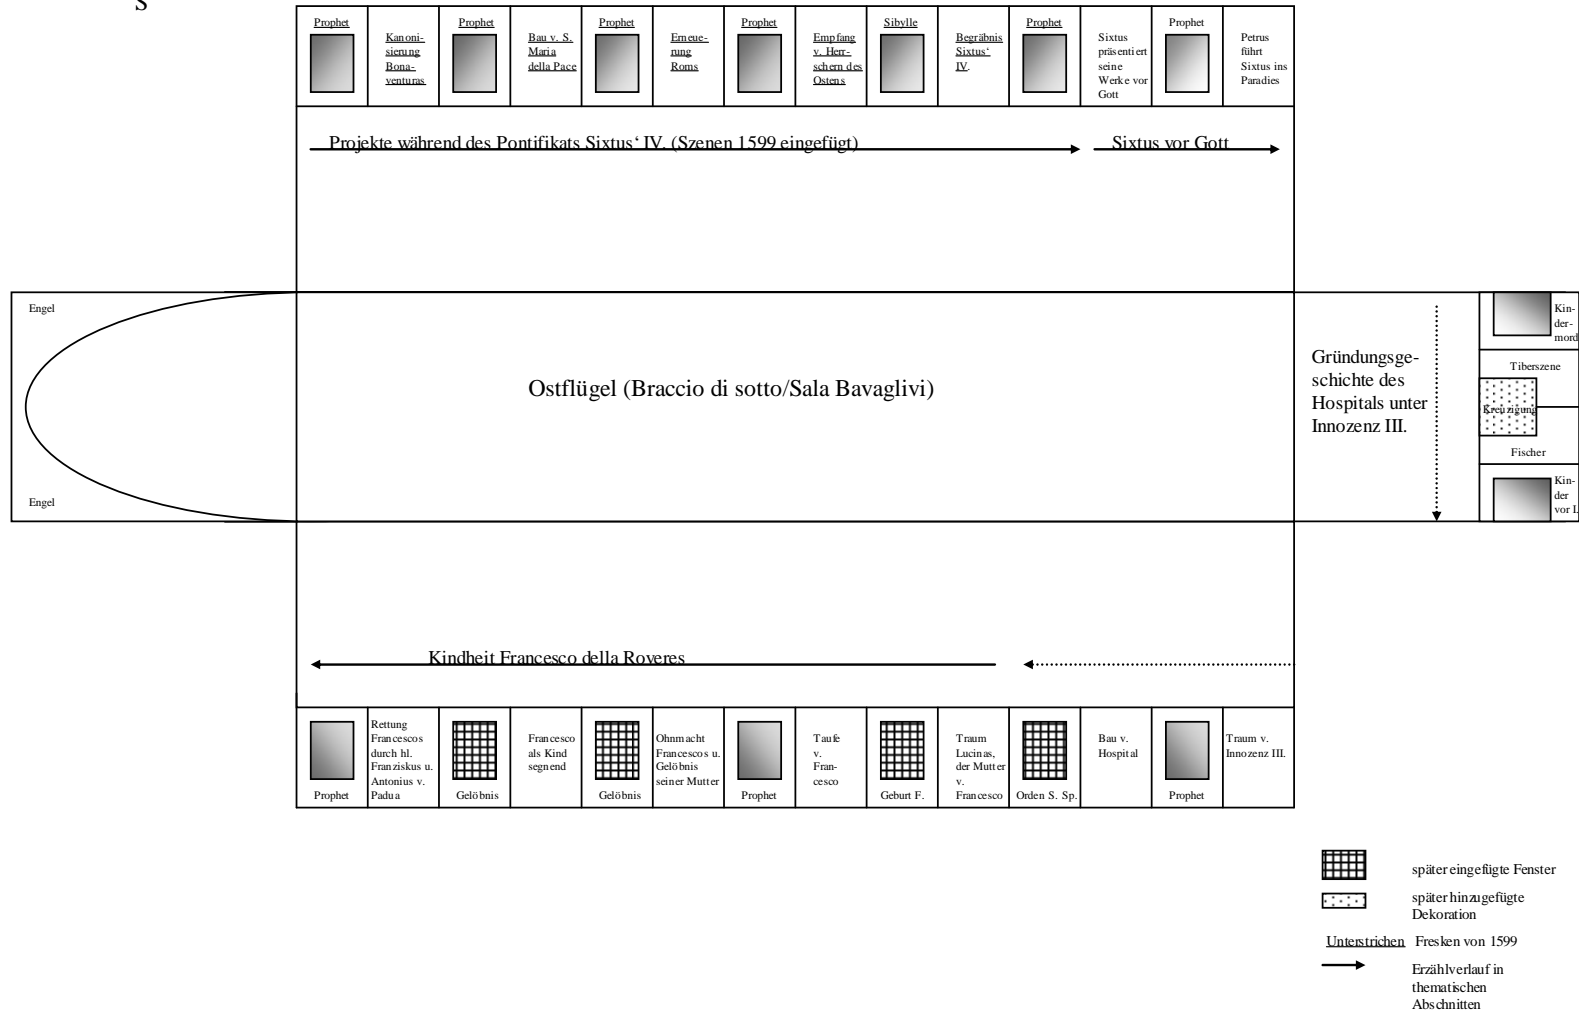 S
Prophet
Kanoni-
sierung
Bona-
venturas
Prophet
Bau v. S.
Maria
della Pace
Prophet
Erneue-
rung
Roms
Prophet
Empfang
v. Herr-
schern des
Ostens
Sibylle
Begräbnis
Sixtus‘
IV.
Prophet
Sixtus
präsentiert
seine
Werke vor
Gott
Prophet
Petrus
führt
Sixtus ins
Paradies
Projekte während des Pontifikats Sixtus‘ IV. (Szenen 1599 eingefügt)
Sixtus vor Gott
Engel
Engel
Ostflügel (Braccio di sotto/Sala Bavaglivi)
Gründungsge-
schichte des
Hospitals unter
Innozenz III.
Kin-
der-
mord
Tiberszene
Kreuzigung
Fischer
Kin-
der
vor I.
Kindheit Francesco della Roveres
Prophet
Rettung
Francescos
durch hl.
Franziskus u.
Antonius v.
Padua
Gelöbnis
Francesco
als Kind
segnend
Gelöbnis
Ohnmacht
Francescos u.
Gelöbnis
seiner Mutter
Prophet
Taufe
v.
Fran-
cesco
Geburt F.
Traum
Lucinas,
der Mutter
v.
Francesco
Orden S. Sp.
Bau v.
Hospital
Prophet
Traum v.
Innozenz III.
später eingefügte Fenster
später hinzugefügte
Dekoration
Unterstrichen Fresken von 1599
Erzählverlauf in
thematischen
Abschnitten